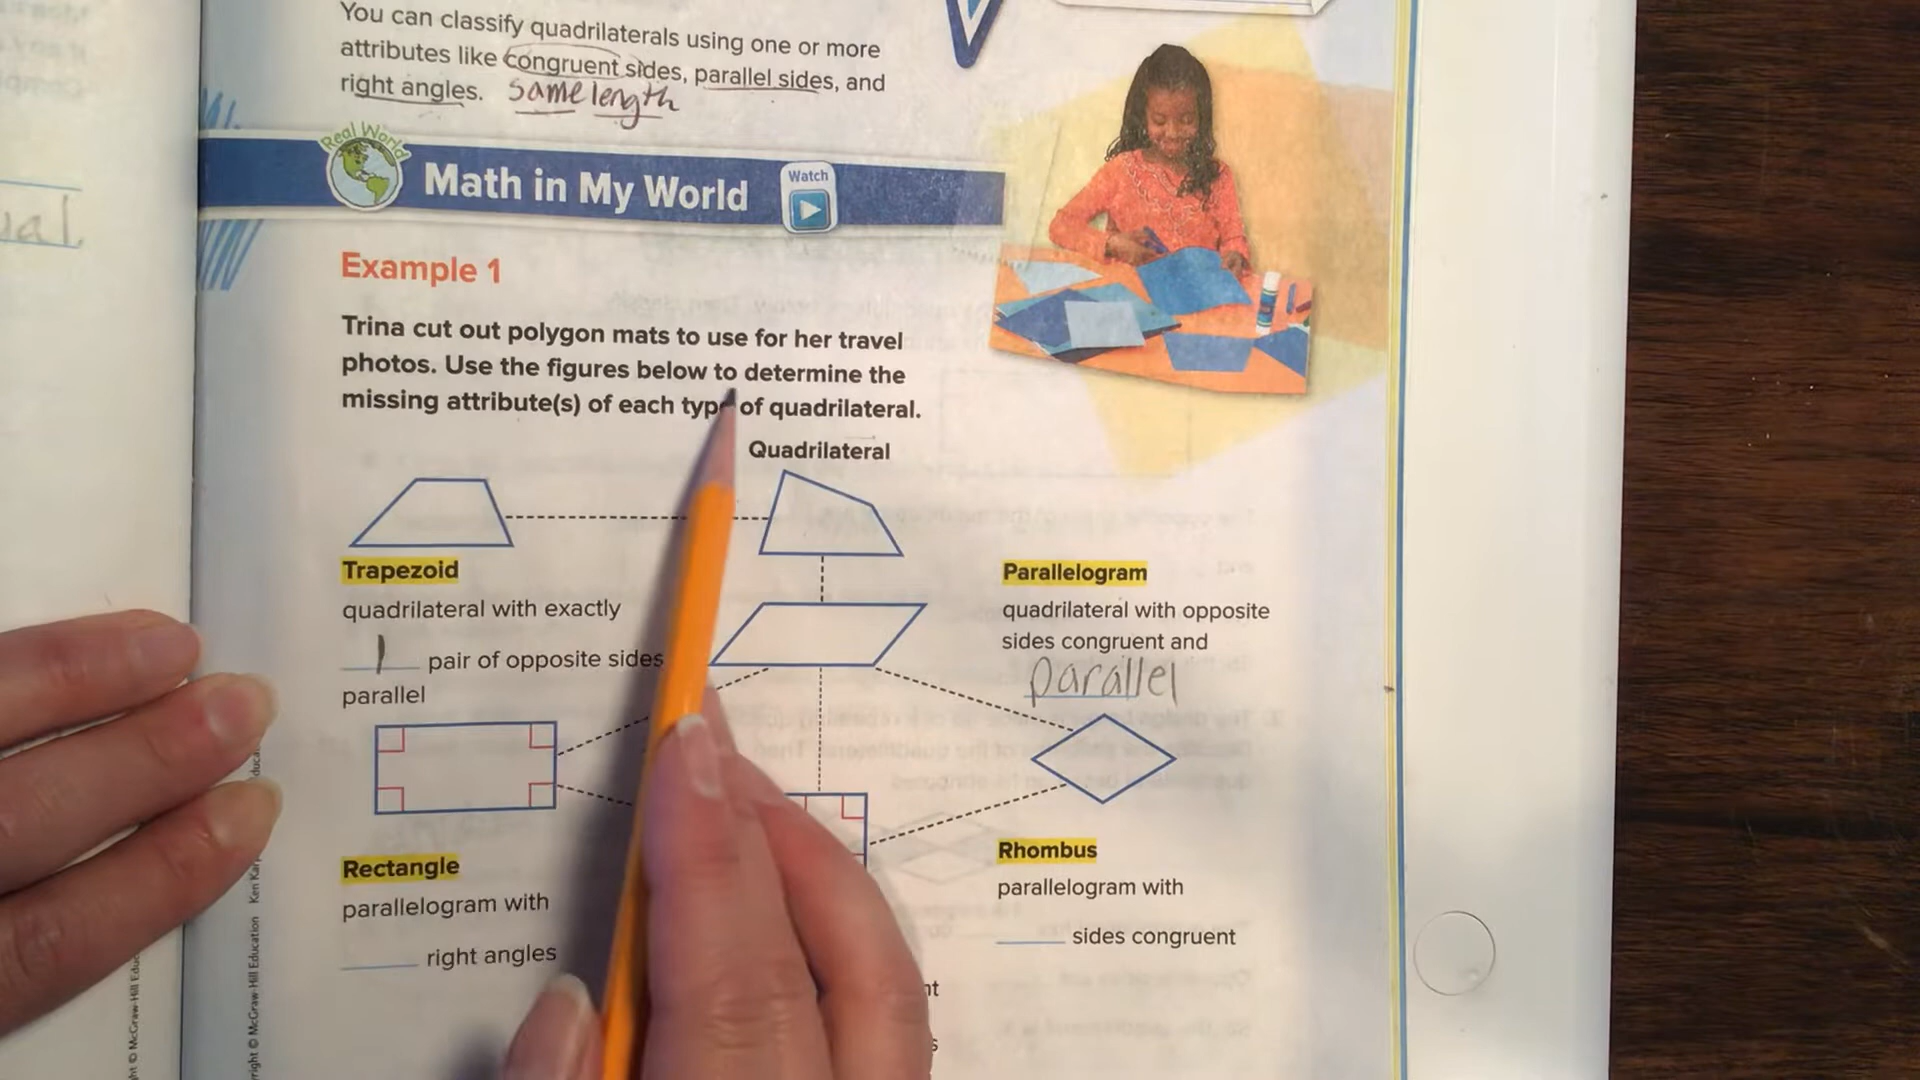 You can classify quadrilaterals using one or more
attributes like congruent sides, parallel sides, and
right angles. same length
Real World
Math in My World
Watch
Example 1
Trina cut out polygon mats to use for her travel
photos. Use the figures below to determine the
missing attribute(s) of each type of quadrilateral.
Quadrilateral
Trapezoid
quadrilateral with exactly
1 pair of opposite sides
parallel
Parallelogram
quadrilateral with opposite
sides congruent and
parallel
Rectangle
parallelogram with
right angles
Rhombus
parallelogram with
sides congruent